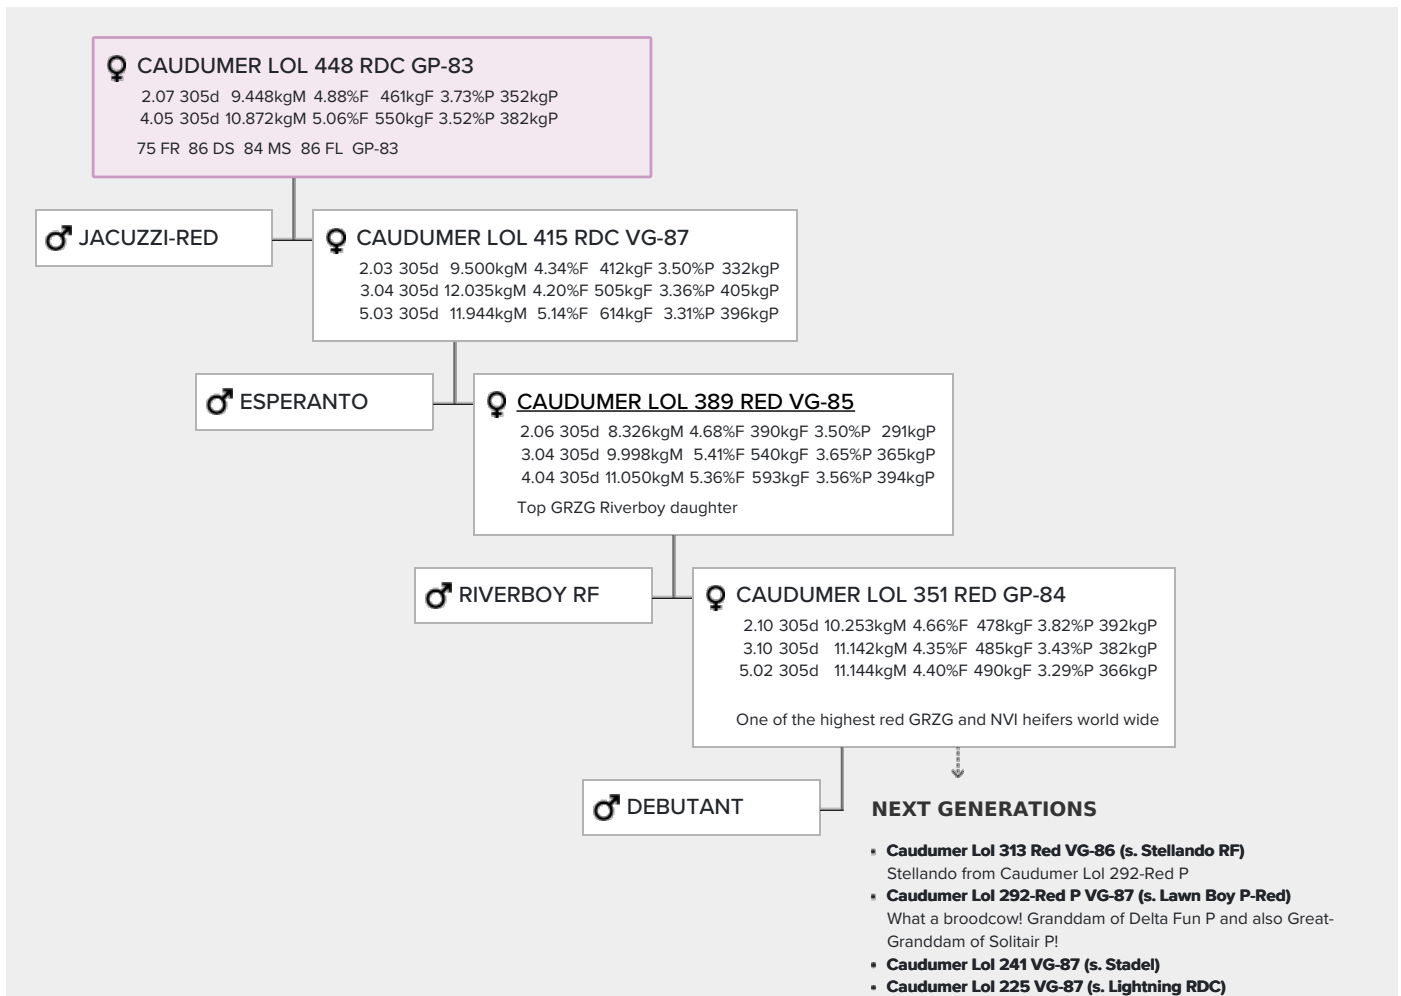 CAUDUMER LOL 448 RDC GP-83
2.07 305d 9.448kgM 4.88%F 461kgF 3.73%P 352kgP
4.05 305d 10.872kgM 5.06%F 550kgF 3.52%P 382kgP
75 FR 86 DS 84 MS 86 FL GP-83
JACUZZI-RED
CAUDUMER LOL 415 RDC VG-87
2.03 305d 9.500kgM 4.34%F 412kgF 3.50%P 332kgP
3.04 305d 12.035kgM 4.20%F 505kgF 3.36%P 405kgP
5.03 305d 11.944kgM 5.14%F 614kgF 3.31%P 396kgP
ESPERANTO
CAUDUMER LOL 389 RED VG-85
2.06 305d 8.326kgM 4.68%F 390kgF 3.50%P 291kgP
3.04 305d 9.998kgM 5.41%F 540kgF 3.65%P 365kgP
4.04 305d 11.050kgM 5.36%F 593kgF 3.56%P 394kgP
Top GRZG Riverboy daughter
RIVERBOY RF
CAUDUMER LOL 351 RED GP-84
2.10 305d 10.253kgM 4.66%F 478kgF 3.82%P 392kgP
3.10 305d 11.142kgM 4.35%F 485kgF 3.43%P 382kgP
5.02 305d 11.144kgM 4.40%F 490kgF 3.29%P 366kgP
One of the highest red GRZG and NVI heifers world wide
DEBUTANT
NEXT GENERATIONS
Caudumer Lol 313 Red VG-86 (s. Stellando RF)
Stellando from Caudumer Lol 292-Red P
Caudumer Lol 292-Red P VG-87 (s. Lawn Boy P-Red)
What a broodcow! Granddam of Delta Fun P and also Great-
Granddam of Solitair P!
Caudumer Lol 241 VG-87 (s. Stadel)
Caudumer Lol 225 VG-87 (s. Lightning RDC)